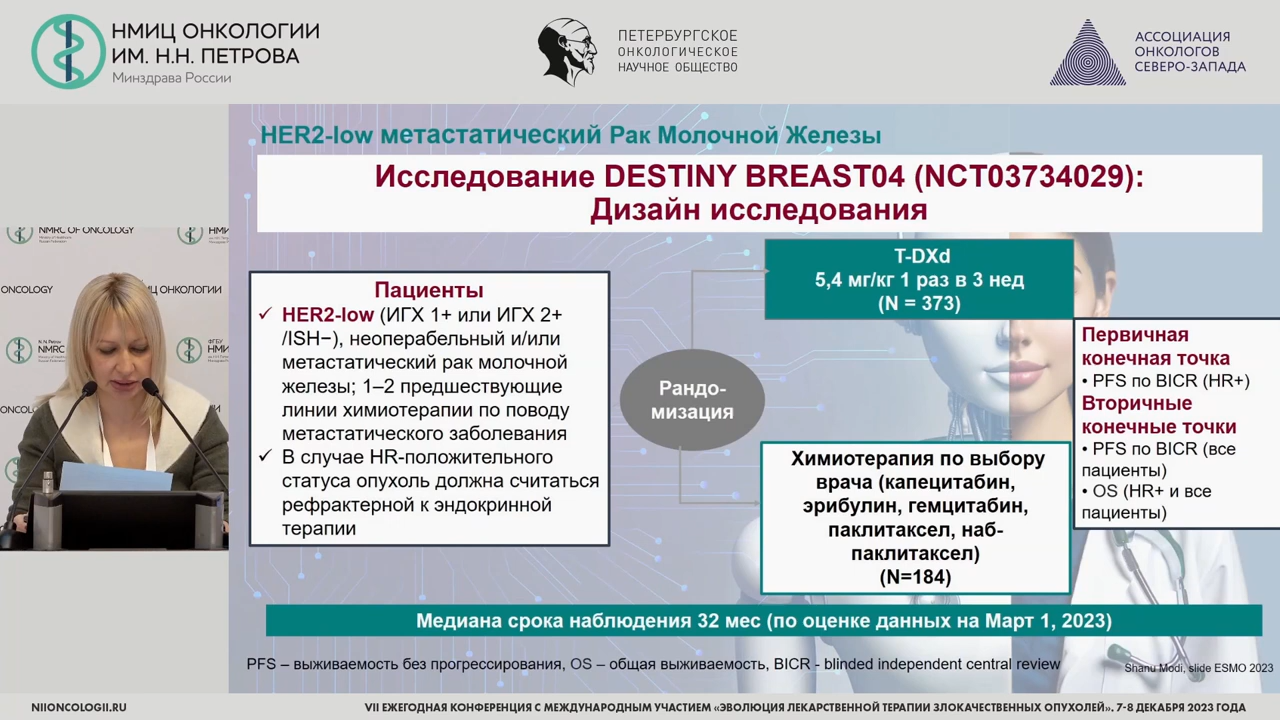 НМИЦ ОНКОЛОГИИ
ИМ. Н.Н. ПЕТРОВА
Минздрава России
ПЕТЕРБУРГСКОЕ
ОНКОЛОГИЧЕСКОЕ
НАУЧНОЕ ОБЩЕСТВО
АССОЦИАЦИЯ
ОНКОЛОГОВ
СЕВЕРО-ЗАПАДА
HER2-low метастатический Рак Молочной Железы
Исследование DESTINY BREAST04 (NCT03734029):
Дизайн исследования
NMRC OF ONCOLOGY
НМИ
ONCOLOGY
НМИЦ ОНКОЛОГИИ
N.N. Petrov
NMRC
ФГБУ
Пациенты
✓ HER2-low (ИГХ 1+ или ИГХ 2+
/ISH−), неоперабельный и/или
метастатический рак молочной
железы; 1–2 предшествующие
линии химиотерапии по поводу
метастатического заболевания
✓ В случае HR-голожительного
статуса опухоль должна считаться
рефрактерной к эндокринной
терапии
Рандо-
мизация
T-DXd
5,4 мг/кг 1 раз в 3 нед
(N = 373)
Химиотерапия по выбору
врача (капецитабин,
эрибулин, гемцитабин,
паклитаксел, наб-
паклитаксел)
(N=184)
Первичная
конечная точка
• PFS по BICR (HR+)
Вторичные
конечные точки
• PFS по BICR (все
пациенты)
• OS (HR+ и все
пациенты)
Медиана срока наблюдения 32 мес (по оценке данных на Март 1, 2023)
PFS – выживаемость без прогрессирования, OS – общая выживаемость, BICR - blinded independent central review
Shanu Modi, slide ESMO 2023
NIIONCOLOGII.RU
VII ЕЖЕГОДНАЯ КОНФЕРЕНЦИЯ С МЕЖДУНАРОДНЫМ УЧАСТИЕМ «ЭВОЛЮЦИЯ ЛЕКАРСТВЕННОЙ ТЕРАПИИ ЗЛОКАЧЕСТВЕННЫХ ОПУХОЛЕЙ». 7-8 ДЕКАБРЯ 2023 ГОДА